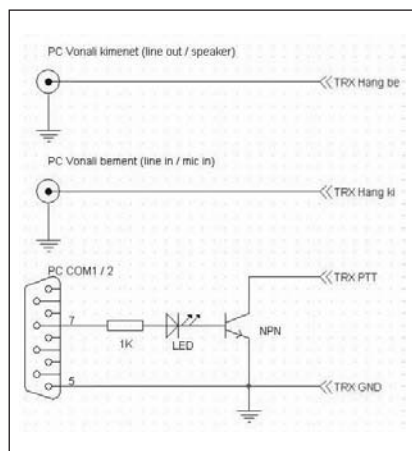 PC Vonali kimenet (line out / speaker)
TRX Hang be
PC Vonali bement (line in / mic in)
TRX Hang ki
PC COM1 / 2
TRX PTT
7
1K
LED
NPN
5
TRX GND